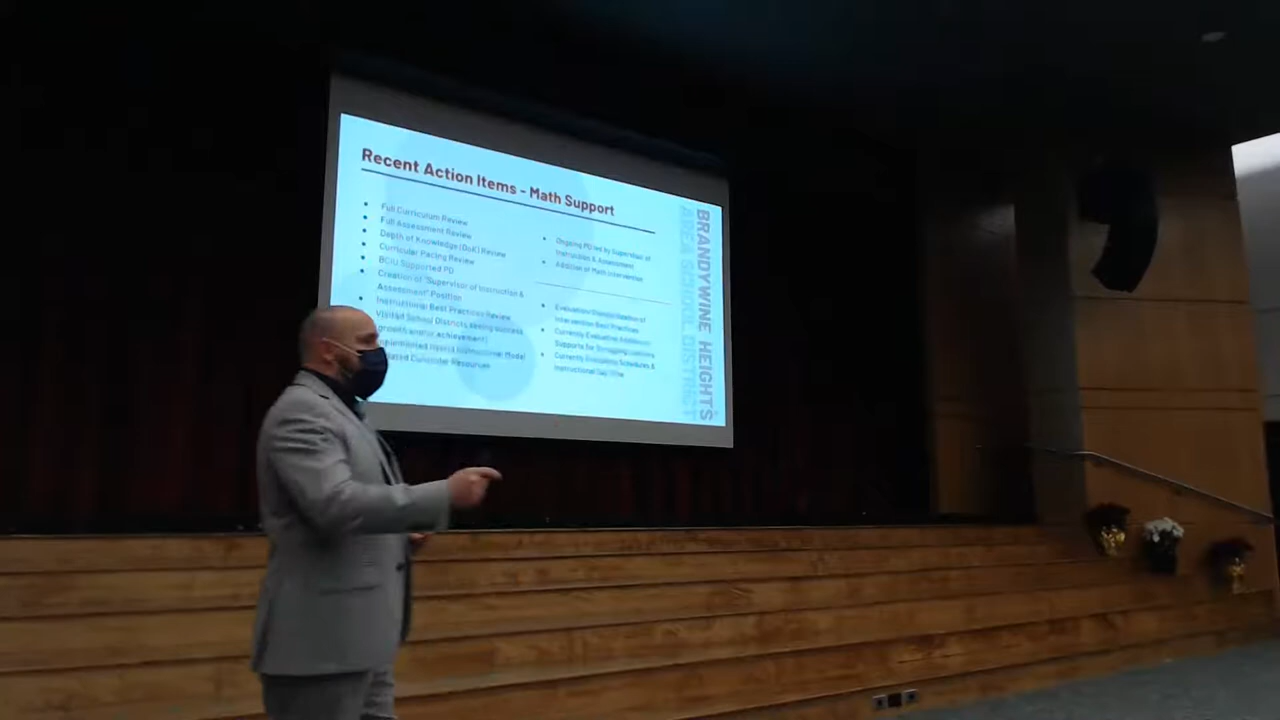 Recent Action Items - Math Support
Full Curriculum Review
Full Assessment Review
Depth of Knowledge (DoK) Review
Curricular Pacing Review
BCIU Supported PD
Creation of "Supervisor of Instruction &
Assessment" Position
Instructional Best Practices Review
Visited School Districts seeing success
growth and/or achievement)
Hybrid Instructional Model
Resources
Ongoing PD led by Supervisor of
Instruction & Assessment
Addition of Math Intervention
Intervention Best Practices
Currently Evaluating Additional
Supports for Struggling Learners
Currently Evaluating Schedules &
Instructional Day/Time
BRANDYWINE HEIGHTS
AREA SCHOOL DISTRICT